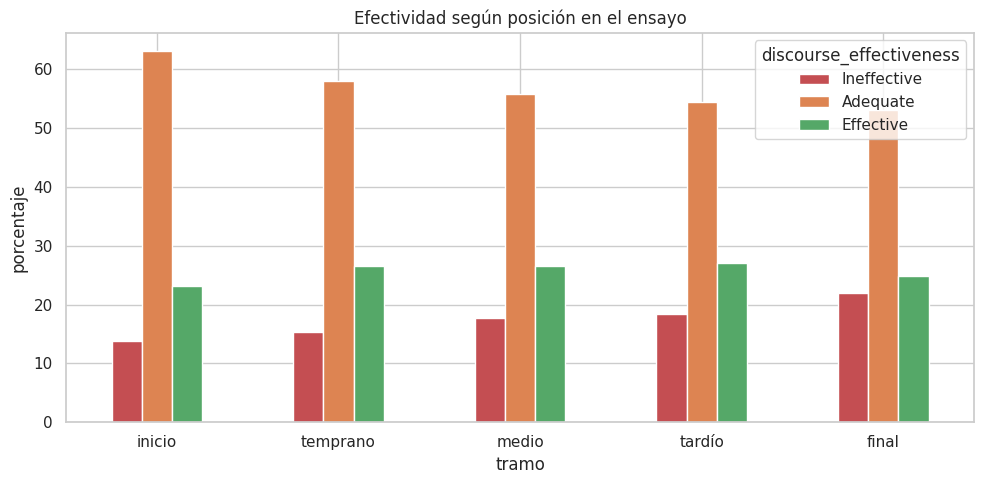 Efectividad según posición en el ensayo
discourse_effectiveness
Ineffective
Adequate
Effective
porcentaje
60
50
40
30
20
10
0
inicio
temprano
medio
tardío
final
tramo